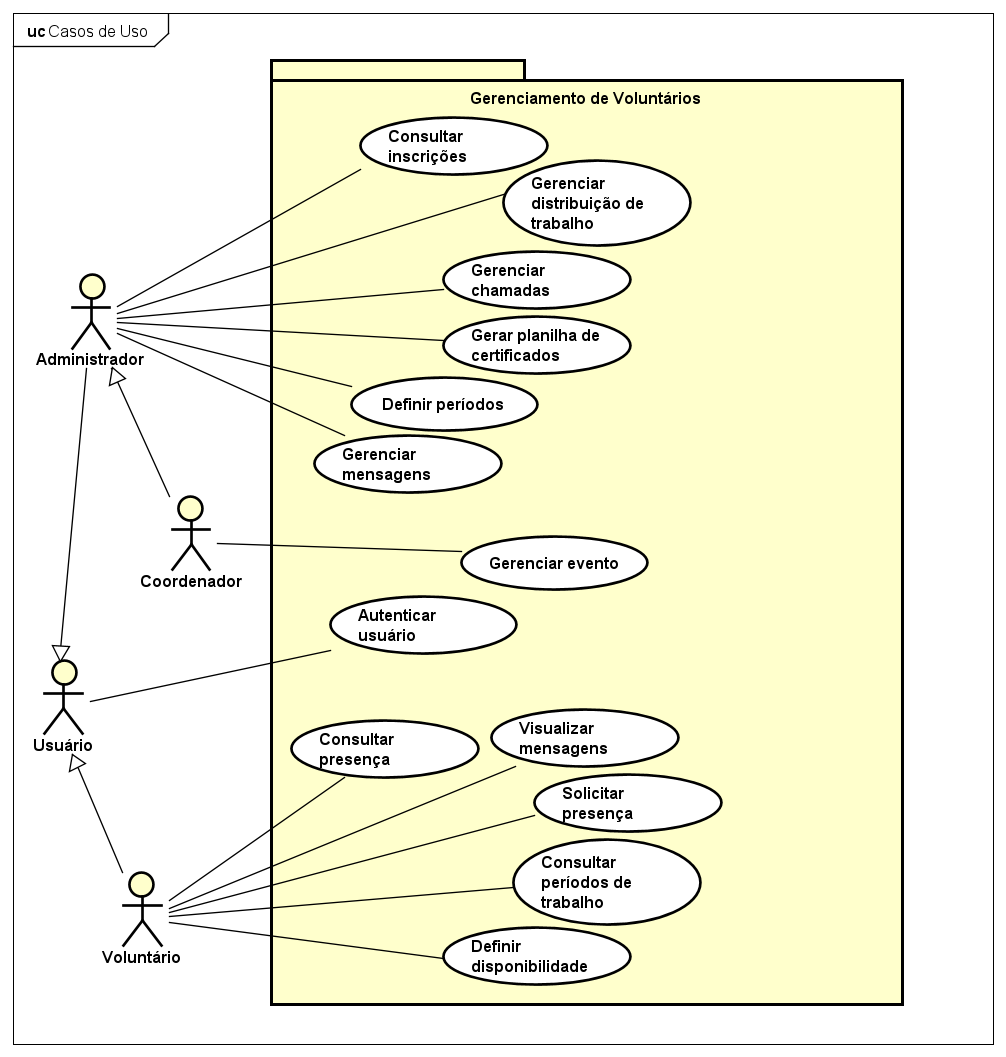 uc Casos de Uso
Gerenciamento de Voluntários
Consultar
inscrições
Gerenciar
distribuição de
trabalho
Gerenciar
chamadas
Administrador
Gerar planilha de
certificados
Definir períodos
Gerenciar
mensagens
Coordenador
Gerenciar evento
Autenticar
usuário
Usuário
Consultar
presença
Visualizar
mensagens
Solicitar
presença
Consultar
períodos de
trabalho
Voluntário
Definir
disponibilidade